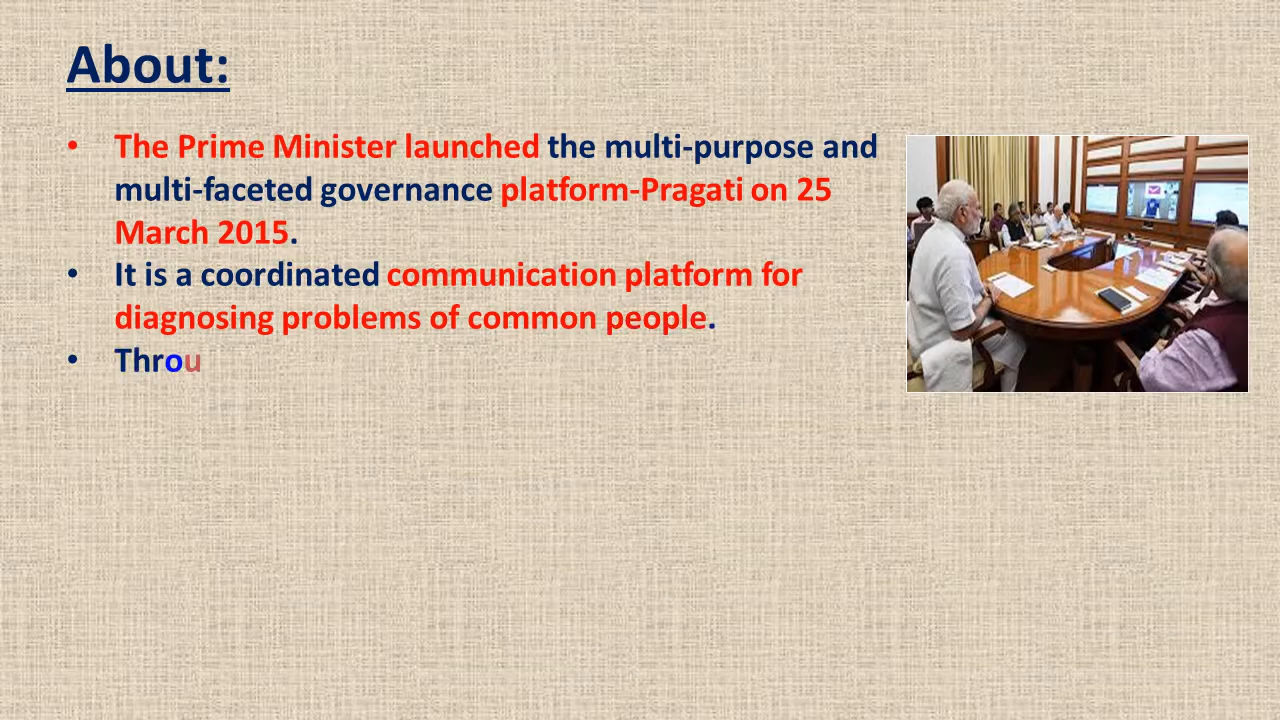 About:
• The Prime Minister launched the multi-purpose and
multi-faceted governance platform-Pragati on 25
March 2015.
• It is a coordinated communication platform for
diagnosing problems of common people.
• Throu